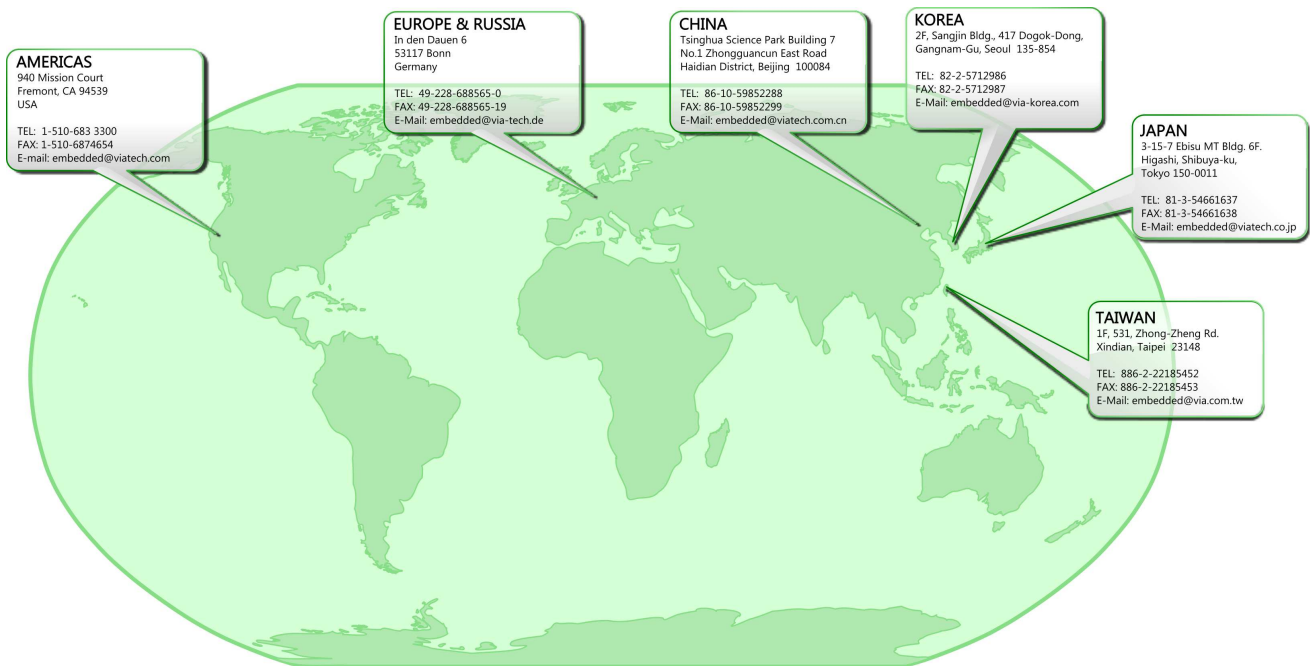 AMERICAS
940 Mission Court
Fremont, CA 94539
USA
TEL: 1-510-683 3300
FAX: 1-510-6874654
E-mail: embedded@viatech.com
EUROPE & RUSSIA
In den Dauen 6
53117 Bonn
Germany
TEL: 49-228-688565-0
FAX: 49-228-688565-19
E-Mail: embedded@via-tech.de
CHINA
Tsinghua Science Park Building 7
No.1 Zhongguancun East Road
Haidian District, Beijing 100084
TEL: 86-10-59852288
FAX: 86-10-59852299
E-Mail: embedded@viatech.com.cn
KOREA
2F, Sangjin Bldg., 417 Dogok-Dong,
Gangnam-Gu, Seoul 135-854
TEL: 82-2-5712986
FAX: 82-2-5712987
E-Mail: embedded@via-korea.com
JAPAN
3-15-7 Ebisu MT Bldg. 6F.
Higashi, Shibuya-ku,
Tokyo 150-0011
TEL: 81-3-54661637
FAX: 81-3-54661638
E-Mail: embedded@viatech.co.jp
TAIWAN
1F, 531, Zhong-Zheng Rd.
Xindian, Taipei 23148
TEL: 886-2-22185452
FAX: 886-2-22185453
E-Mail: embedded@via.com.tw